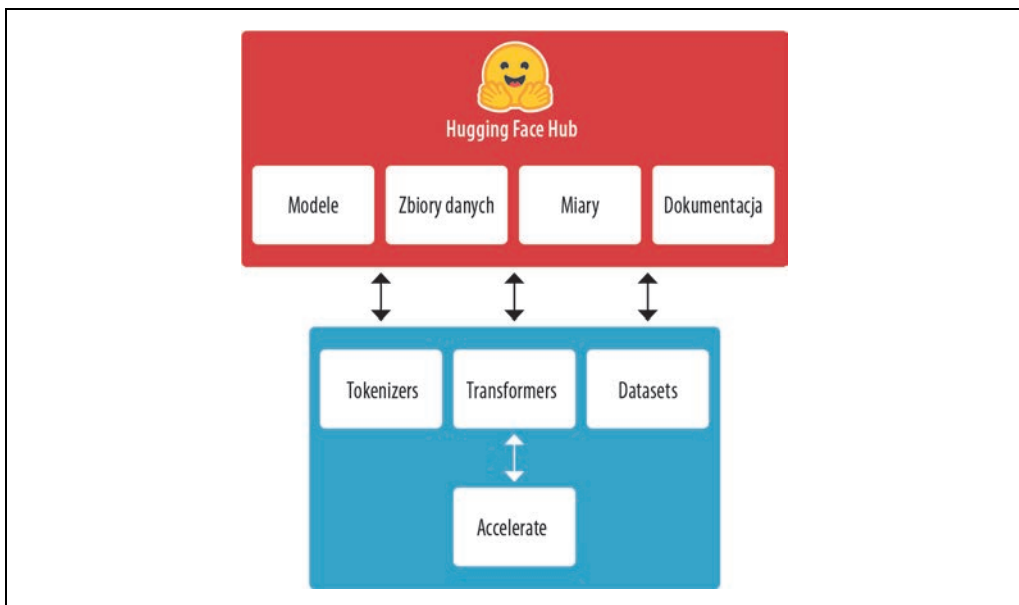 Hugging Face Hub
Modele
Zbiory danych
Miary
Dokumentacja
Tokenizers
Transformers
Datasets
Accelerate